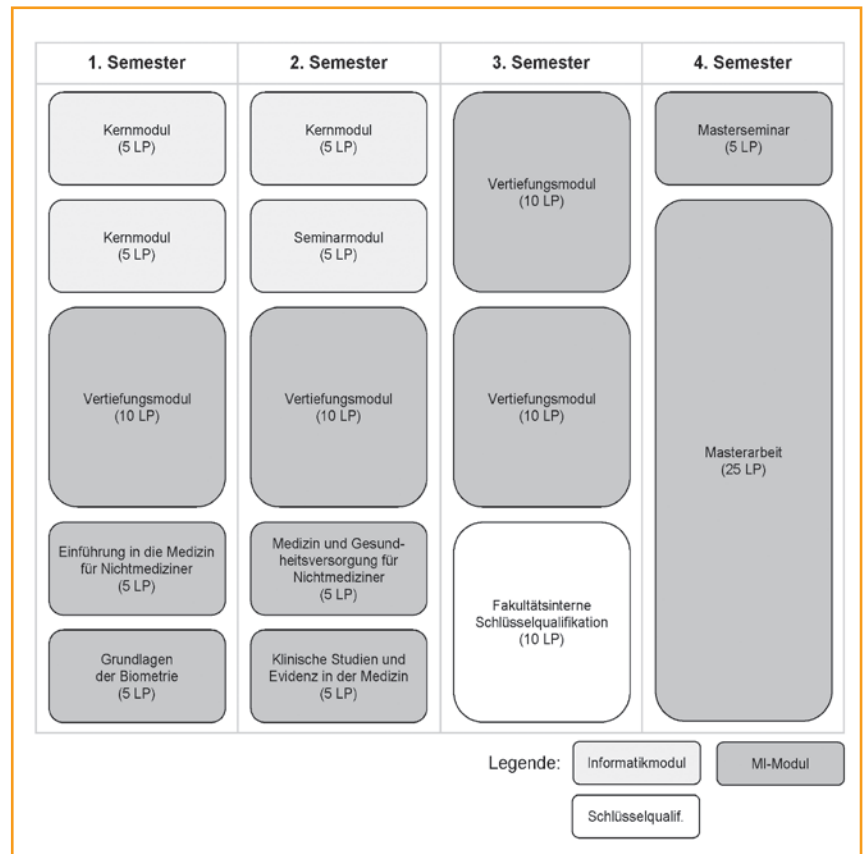 1. Semester
2. Semester
3. Semester
4. Semester
Kernmodul
(5 LP)
Kernmodul
(5 LP)
Vertiefungsmodul
(10 LP)
Masterseminar
(5 LP)
Kernmodul
(5 LP)
Seminarmodul
(5 LP)
Vertiefungsmodul
(10 LP)
Vertiefungsmodul
(10 LP)
Vertiefungsmodul
(10 LP)
Masterarbeit
(25 LP)
Einführung in die Medizin
für Nichtmediziner
(5 LP)
Medizin und Gesund-
heitsversorgung für
Nichtmediziner
(5 LP)
Fakultätsinterne
Schlüsselqualifikation
(10 LP)
Grundlagen
der Biometrie
(5 LP)
Klinische Studien und
Evidenz in der Medizin
(5 LP)
Legende:
Informatikmodul
MI-Modul
Schlüsselqualif.